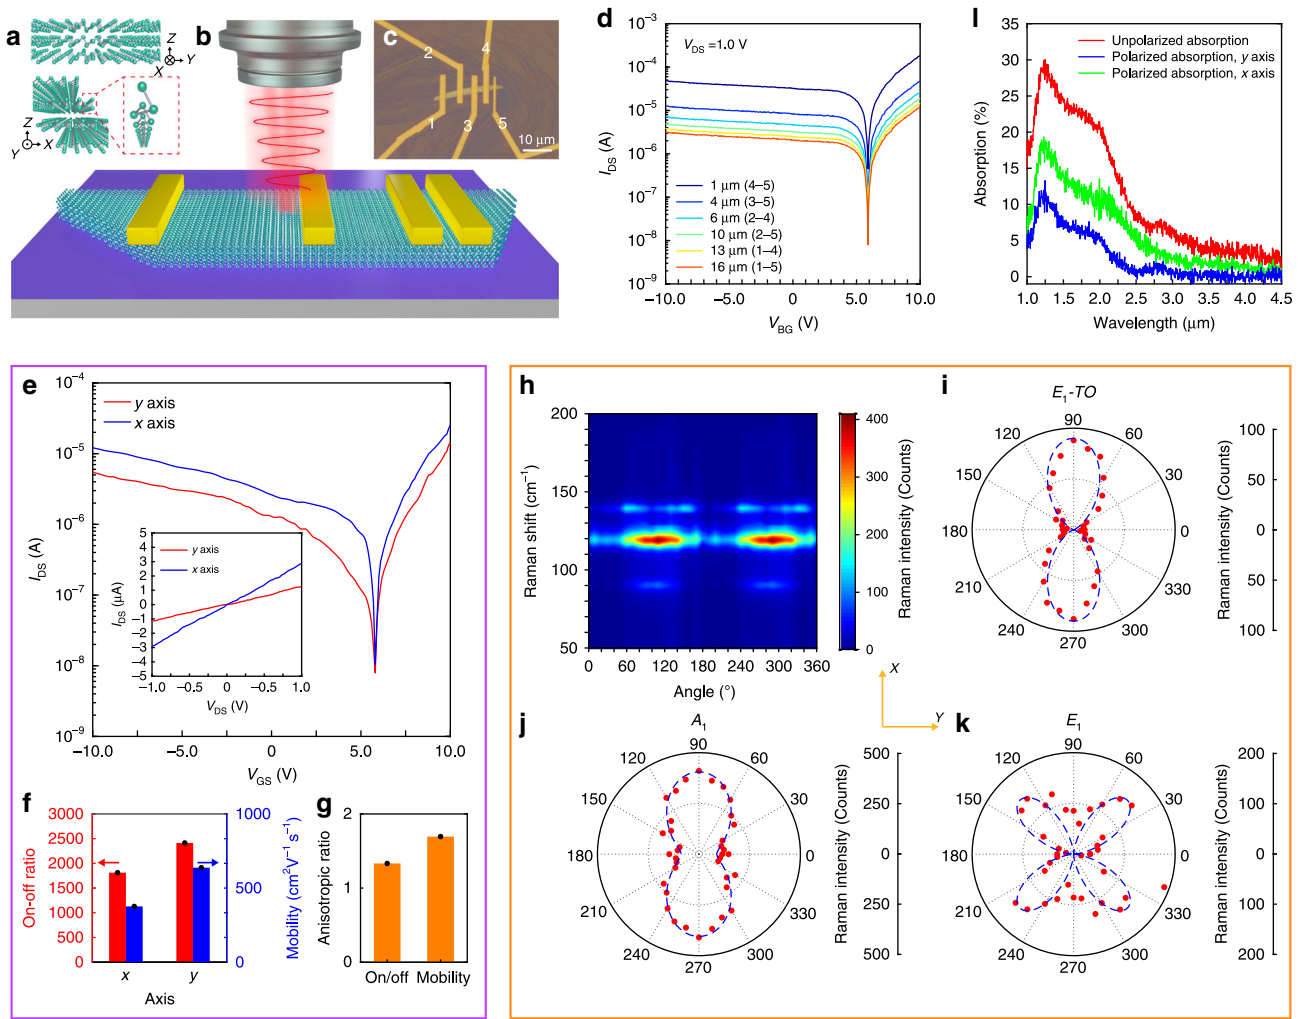 a
Z
Y
X
Z
Y
X
b
c
2
4
1
3
5
10 μm
d
V_DS =1.0 V
10⁻³
10⁻⁴
10⁻⁵
10⁻⁶
10⁻⁷
10⁻⁸
10⁻⁹
I_DS (A)
1 μm (4–5)
4 μm (3–5)
6 μm (2–4)
10 μm (2–5)
13 μm (1–4)
16 μm (1–5)
−10.0 −5.0 0 5.0 10.0
V_BG (V)
l
Unpolarized absorption
Polarized absorption, y axis
Polarized absorption, x axis
35
30
25
20
15
10
5
0
Absorption (%)
1.0 1.5 2.0 2.5 3.0 3.5 4.0 4.5
Wavelength (μm)
e
y axis
x axis
10⁻⁴
10⁻⁵
10⁻⁶
10⁻⁷
10⁻⁸
10⁻⁹
I_DS (A)
5
4
3
2
1
0
−1
−2
−3
−4
−5
I_DS (μA)
y axis
x axis
−1.0 −0.5 0 −0.5 1.0
V_DS (V)
−10.0 −5.0 0 5.0 10.0
V_GS (V)
f
3000
2500
2000
1500
1000
500
0
On-off ratio
1000
500
0
Mobility (cm²V⁻¹ s⁻¹)
x y
Axis
g
2
1
0
Anisotropic ratio
On/off Mobility
h
200
150
100
50
Raman shift (cm⁻¹)
0 60 120 180 240 300 360
Angle (°)
400
300
200
100
0
Raman intensity (Counts)
X
Y
i
E₁-TO
90
120 60
150 30
180 0
210 330
240 300
270
100
50
0
50
100
Raman intensity (Counts)
j
A₁
90
120 60
150 30
180 0
210 330
240 300
270
500
250
0
250
500
Raman intensity (Counts)
k
E₁
90
120 60
150 30
180 0
210 330
240 300
270
200
100
0
100
200
Raman intensity (Counts)